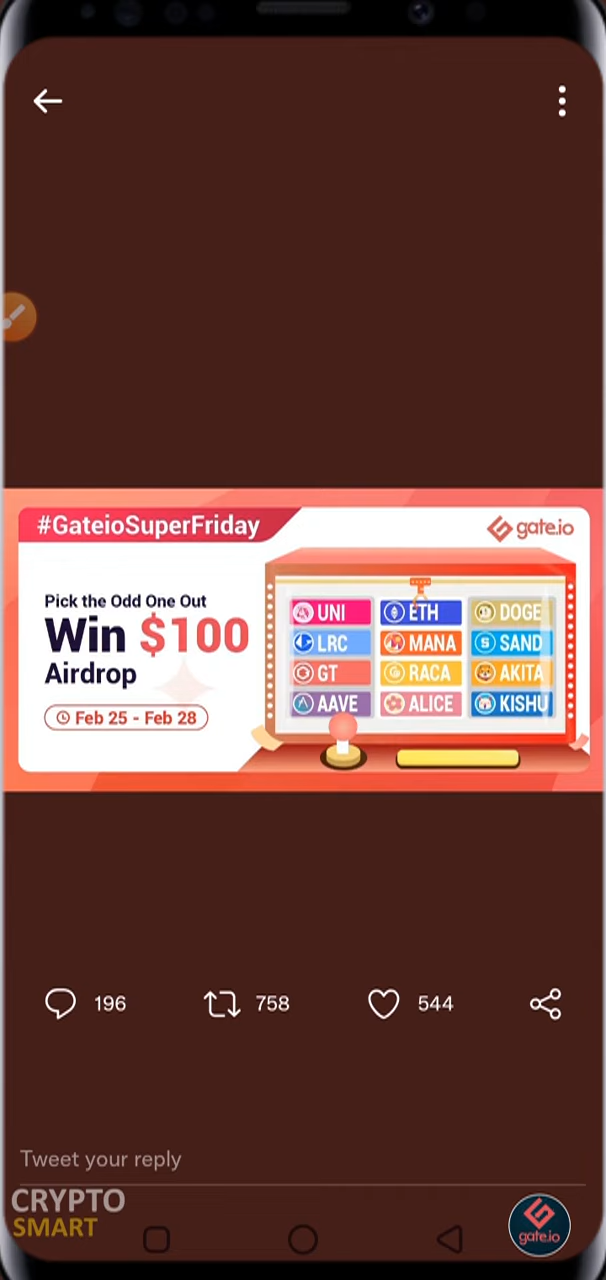 #GateioSuperFriday
gate.io
Pick the Odd One Out
Win $100
Airdrop
Feb 25 - Feb 28
UNI ETH DOGE
LRC MANA SAND
GT RACA AKITA
AAVE ALICE KISHU
196 758 544
Tweet your reply
CRYPTO
SMART
gate.io